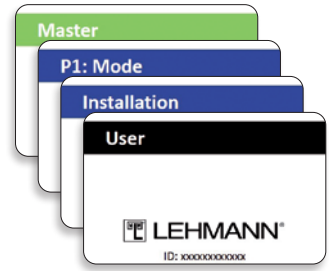 Master
P1: Mode
Installation
User
LEHMANN®
ID: xxxxxxxxxxxx